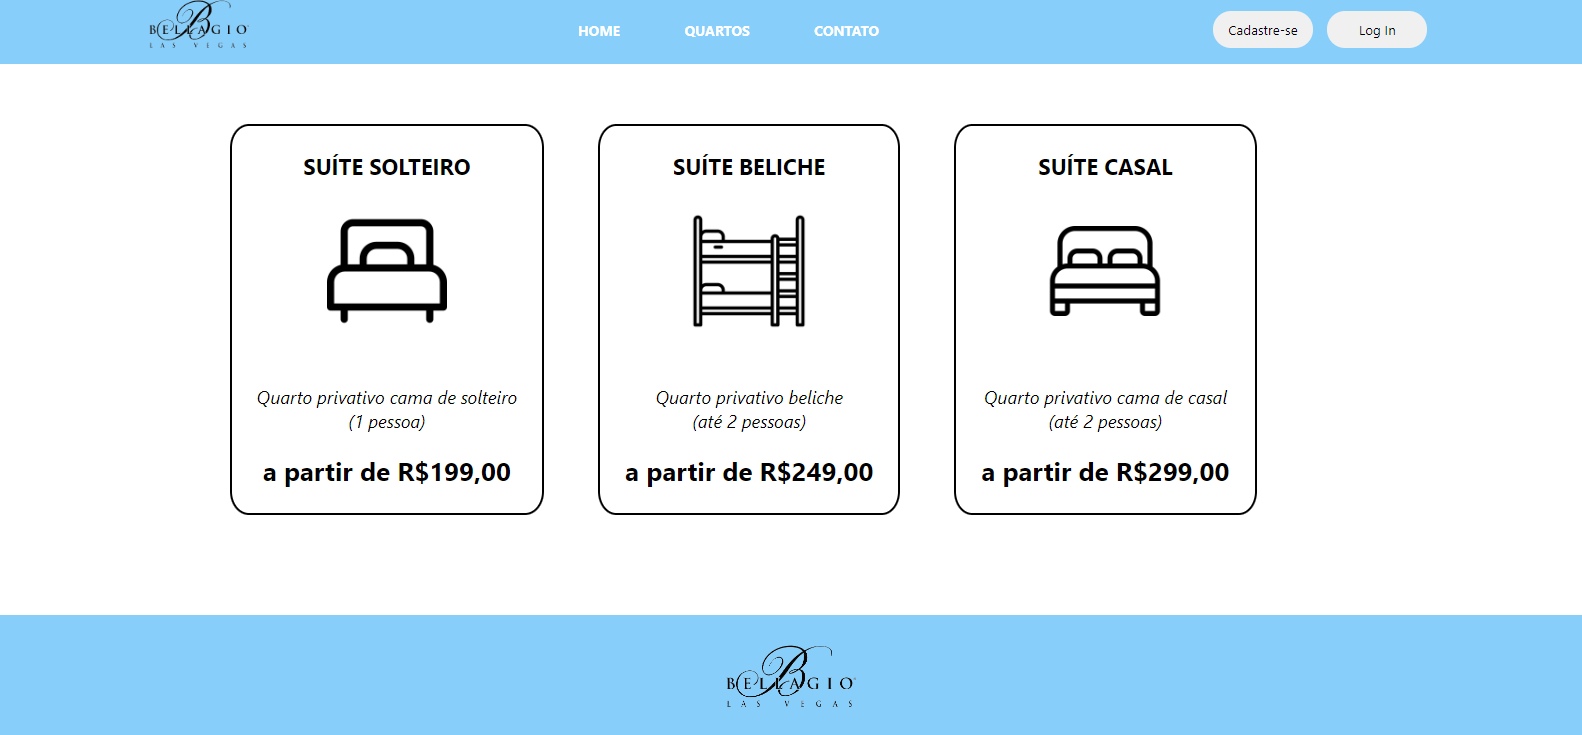 BELLAGIO
LAS VEGAS
HOME QUARTOS CONTATO
Cadastre-se Log In
SUÍTE SOLTEIRO
Quarto privativo cama de solteiro
(1 pessoa)
a partir de R$199,00
SUÍTE BELICHE
Quarto privativo beliche
(até 2 pessoas)
a partir de R$249,00
SUÍTE CASAL
Quarto privativo cama de casal
(até 2 pessoas)
a partir de R$299,00
BELLAGIO
LAS VEGAS